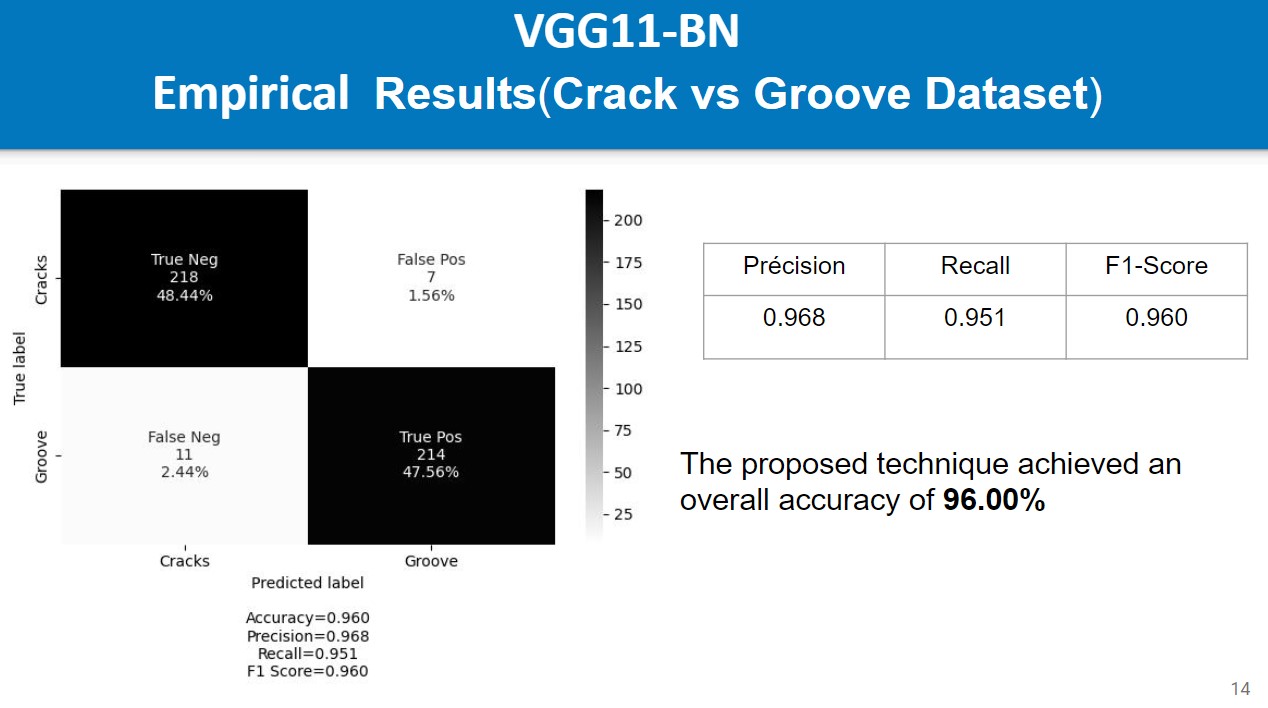 VGG11-BN
Empirical Results(Crack vs Groove Dataset)
True label
Cracks
Groove
True Neg
218
48.44%
False Pos
7
1.56%
False Neg
11
2.44%
True Pos
214
47.56%
Cracks
Groove
Predicted label
Accuracy=0.960
Precision=0.968
Recall=0.951
F1 Score=0.960
200
175
150
125
100
75
50
25
Précision Recall F1-Score
0.968 0.951 0.960
The proposed technique achieved an
overall accuracy of 96.00%
14